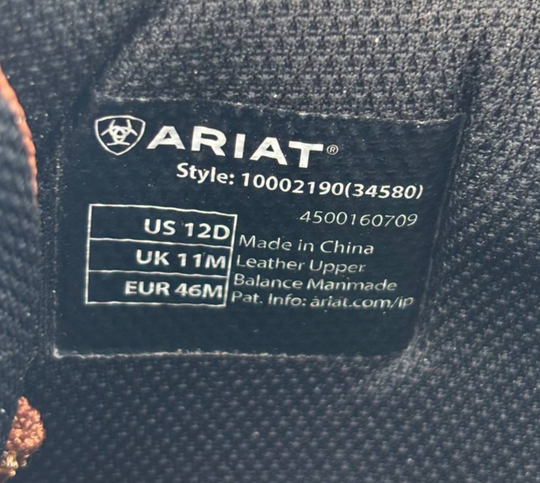 ARIAT®
Style: 10002190(34580)
4500160709
US 12D
UK 11M
EUR 46M
Made in China
Leather Upper
Balance Manmade
Pat. Info: ariat.com/ip